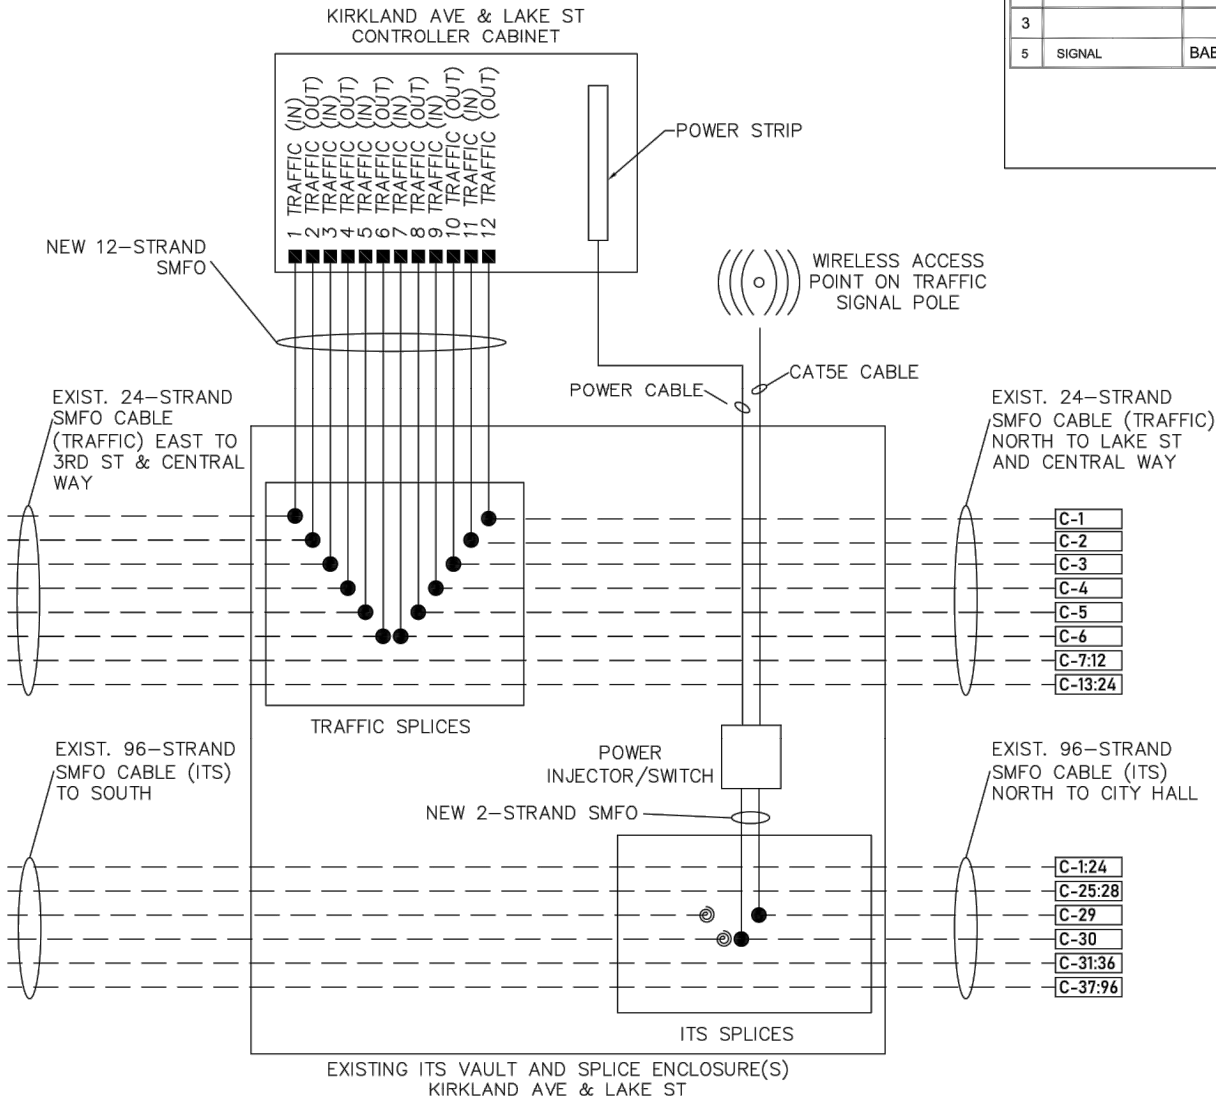 KIRKLAND AVE & LAKE ST
CONTROLLER CABINET
3
5 SIGNAL
1 TRAFFIC (IN)
2 TRAFFIC (OUT)
3 TRAFFIC (IN)
4 TRAFFIC (OUT)
5 TRAFFIC (IN)
6 TRAFFIC (OUT)
7 TRAFFIC (IN)
8 TRAFFIC (OUT)
9 TRAFFIC (IN)
10 TRAFFIC (OUT)
11 TRAFFIC (IN)
12 TRAFFIC (OUT)
POWER STRIP
NEW 12-STRAND
SMFO
WIRELESS ACCESS
POINT ON TRAFFIC
SIGNAL POLE
CAT5E CABLE
POWER CABLE
EXIST. 24-STRAND
SMFO CABLE
(TRAFFIC) EAST TO
3RD ST & CENTRAL
WAY
EXIST. 24-STRAND
SMFO CABLE (TRAFFIC)
NORTH TO LAKE ST
AND CENTRAL WAY
C-1
C-2
C-3
C-4
C-5
C-6
C-7:12
C-13:24
TRAFFIC SPLICES
EXIST. 96-STRAND
SMFO CABLE (ITS)
TO SOUTH
POWER
INJECTOR/SWITCH
NEW 2-STRAND SMFO
EXIST. 96-STRAND
SMFO CABLE (ITS)
NORTH TO CITY HALL
C-1:24
C-25:28
C-29
C-30
C-31:36
C-37:96
ITS SPLICES
EXISTING ITS VAULT AND SPLICE ENCLOSURE(S)
KIRKLAND AVE & LAKE ST